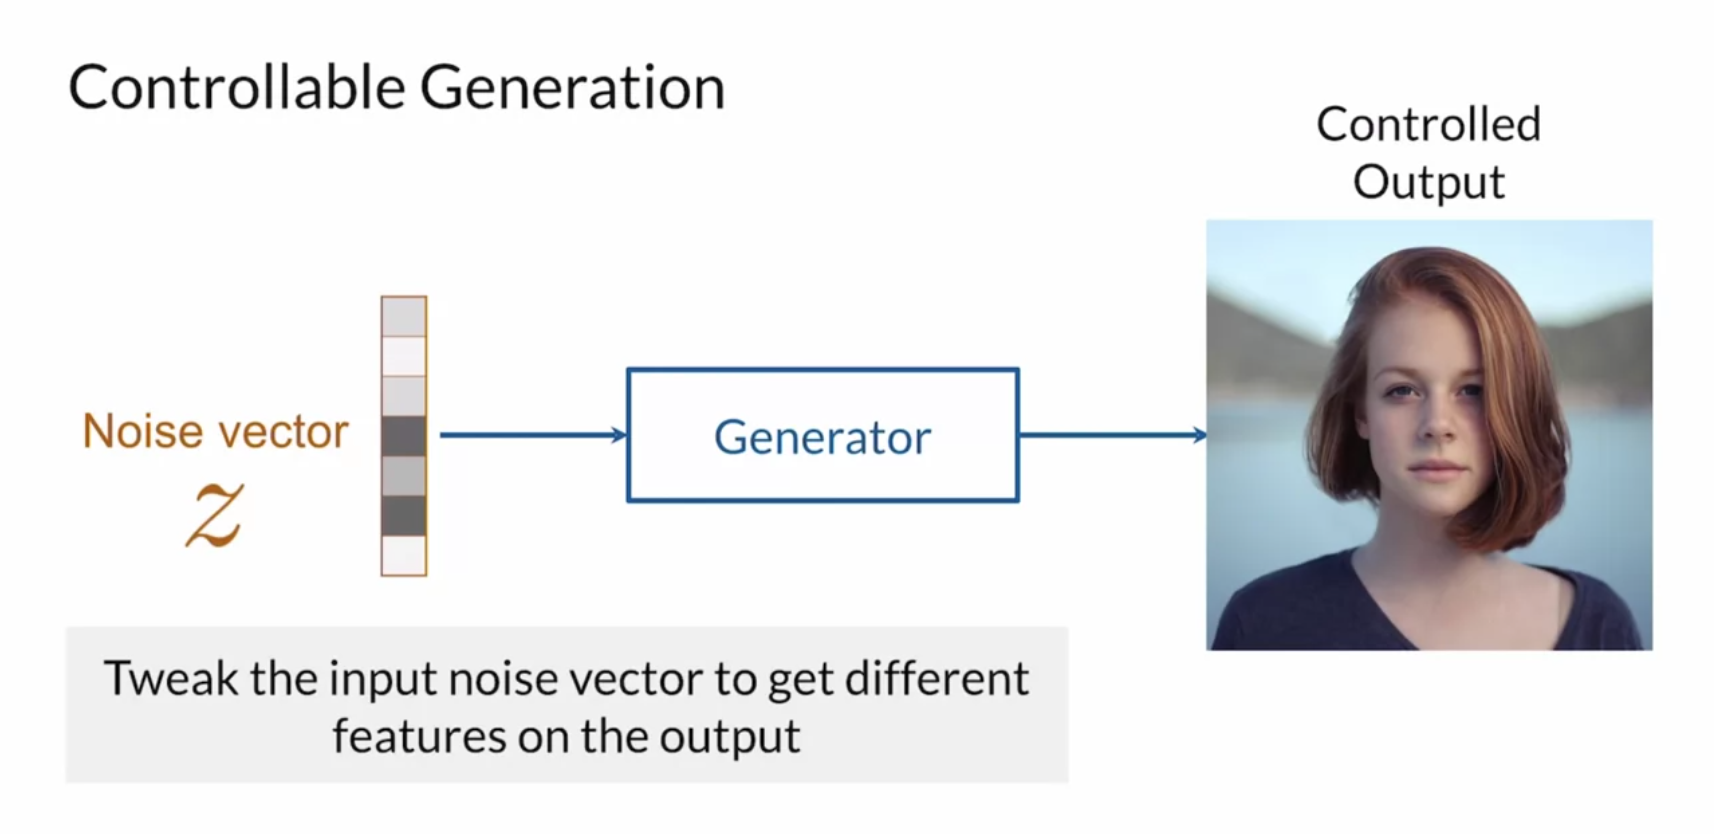 Controllable Generation
Controlled
Output
Noise vector
z
Generator
Tweak the input noise vector to get different
features on the output